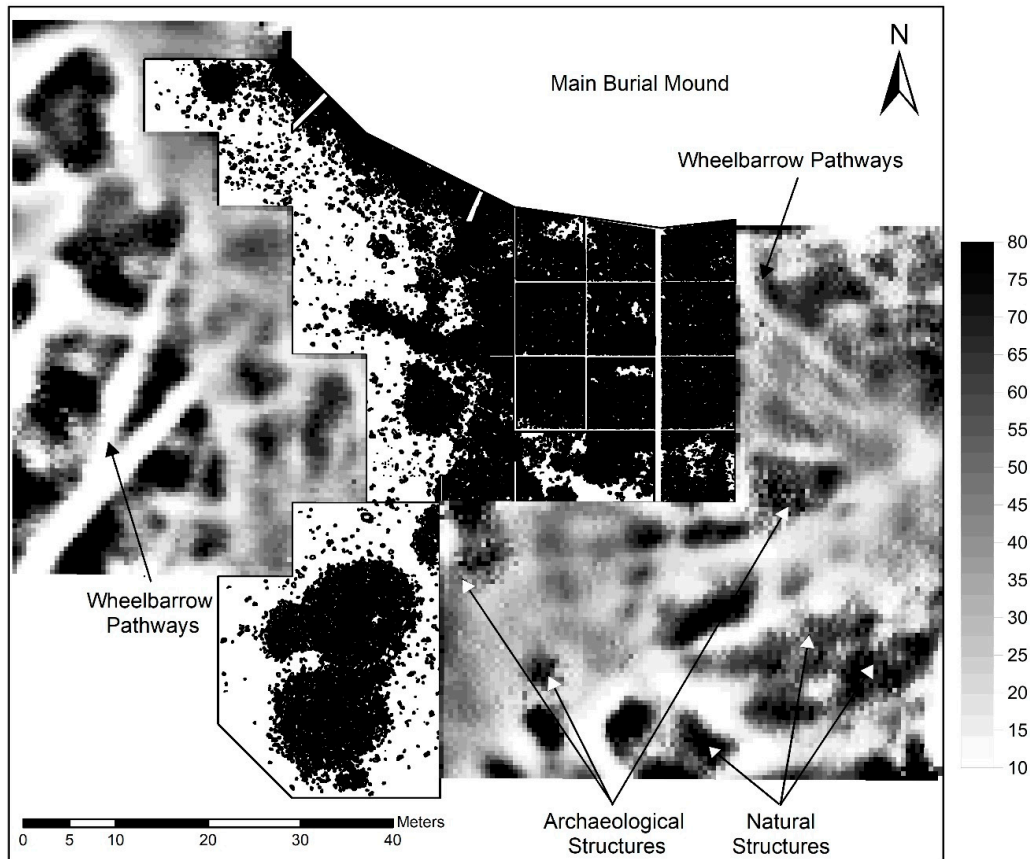 N
Main Burial Mound
Wheelbarrow Pathways
80
75
70
65
60
55
50
45
40
35
30
25
20
15
10
Wheelbarrow
Pathways
Meters
0 5 10 20 30 40
Archaeological
Structures
Natural
Structures